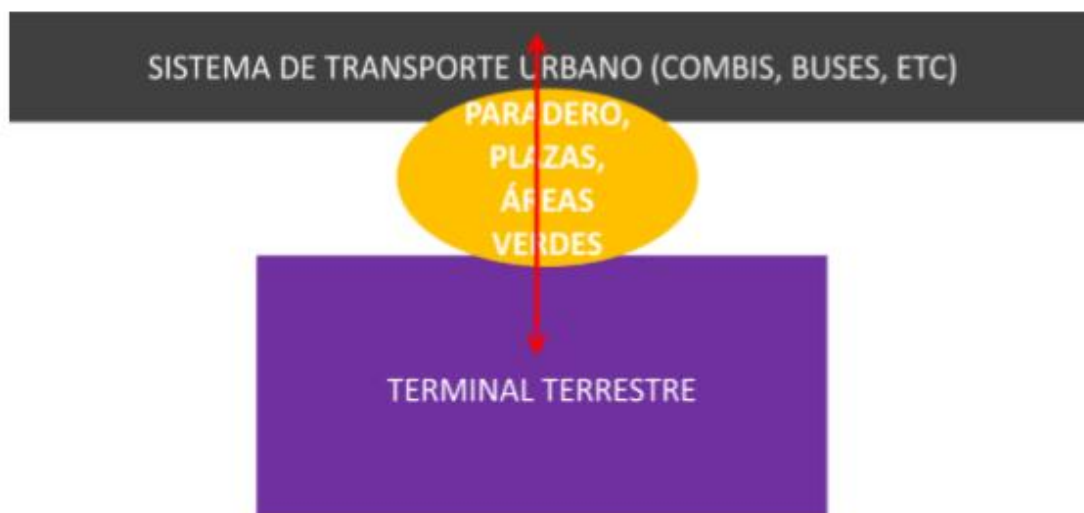 SISTEMA DE TRANSPORTE URBANO (COMBIS, BUSES, ETC)
PARADERO,
PLAZAS,
ÁREAS
VERDES
TERMINAL TERRESTRE